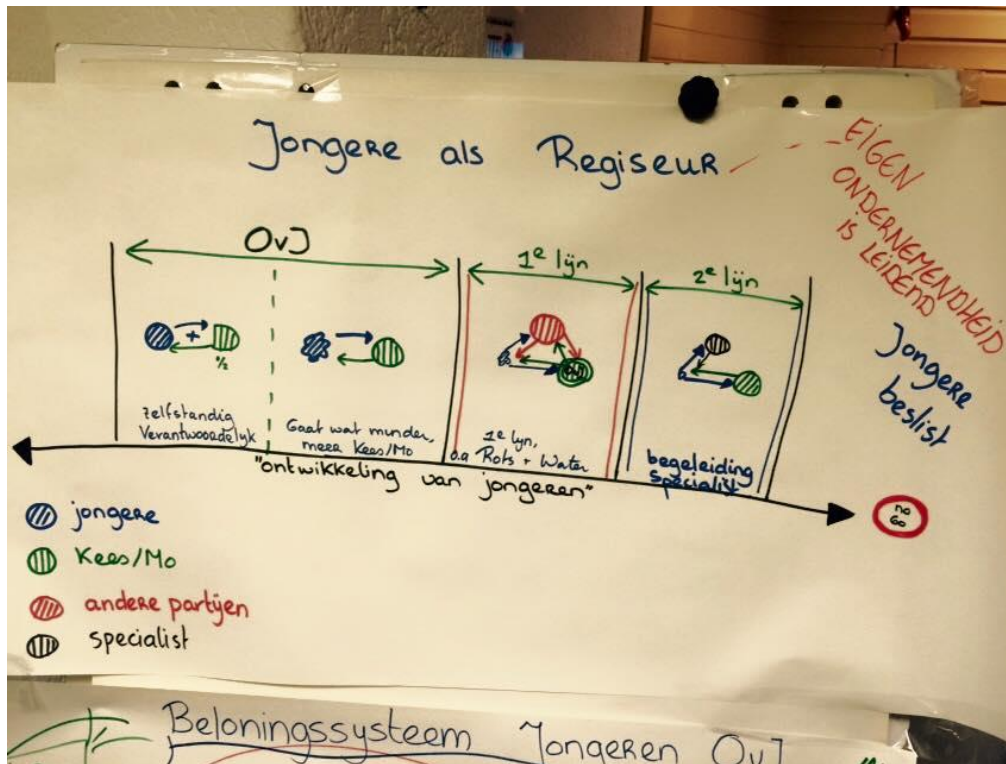 Jongere als Regiseur
EIGEN
ONDERNEMENDHEID
IS LEIDEND
Jongere
beslist
OvJ
1e lijn
2e lijn
+
1/2
zelfstandig
Verantwoordelijk
Gaat wat minder,
meer Kees/Mo
1e lijn,
o.a Rots + Water
begeleiding
specialist
"ontwikkeling van jongeren"
no
Go
jongere
Kees/Mo
andere partijen
specialist
Beloningssysteem Jongeren OvJ